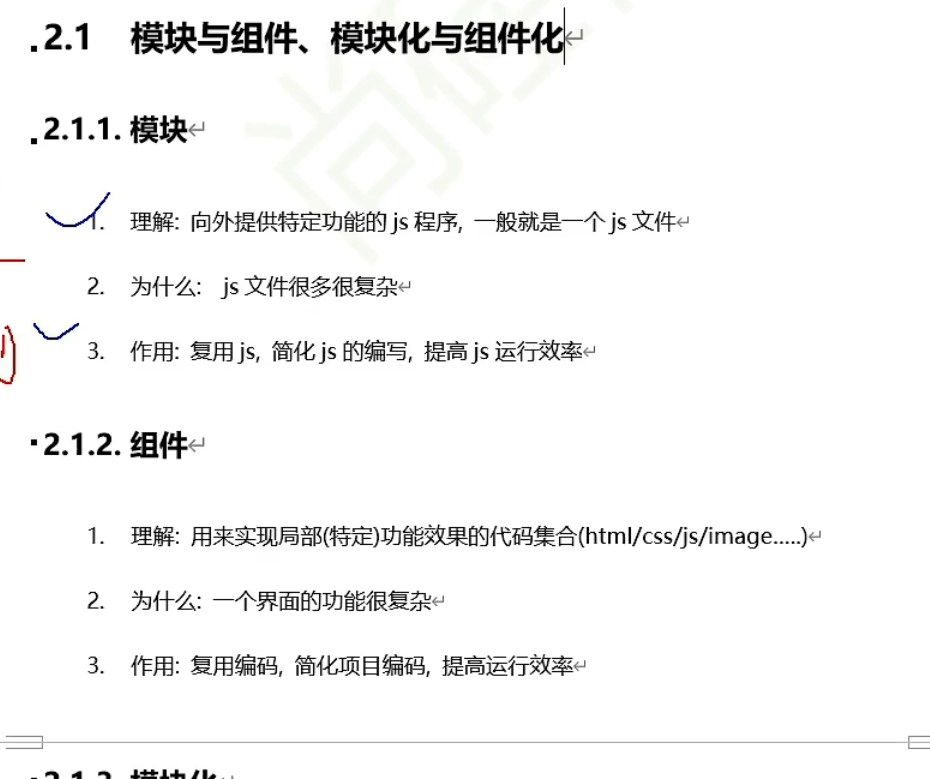 2.1 模块与组件、模块化与组件化
2.1.1. 模块
1. 理解: 向外提供特定功能的 js 程序, 一般就是一个 js 文件
2. 为什么: js 文件很多很复杂
3. 作用: 复用 js, 简化 js 的编写, 提高 js 运行效率
2.1.2. 组件
1. 理解: 用来实现局部(特定)功能效果的代码集合(html/css/js/image.....)
2. 为什么: 一个界面的功能很复杂
3. 作用: 复用编码, 简化项目编码, 提高运行效率
2.1.3. 模块化